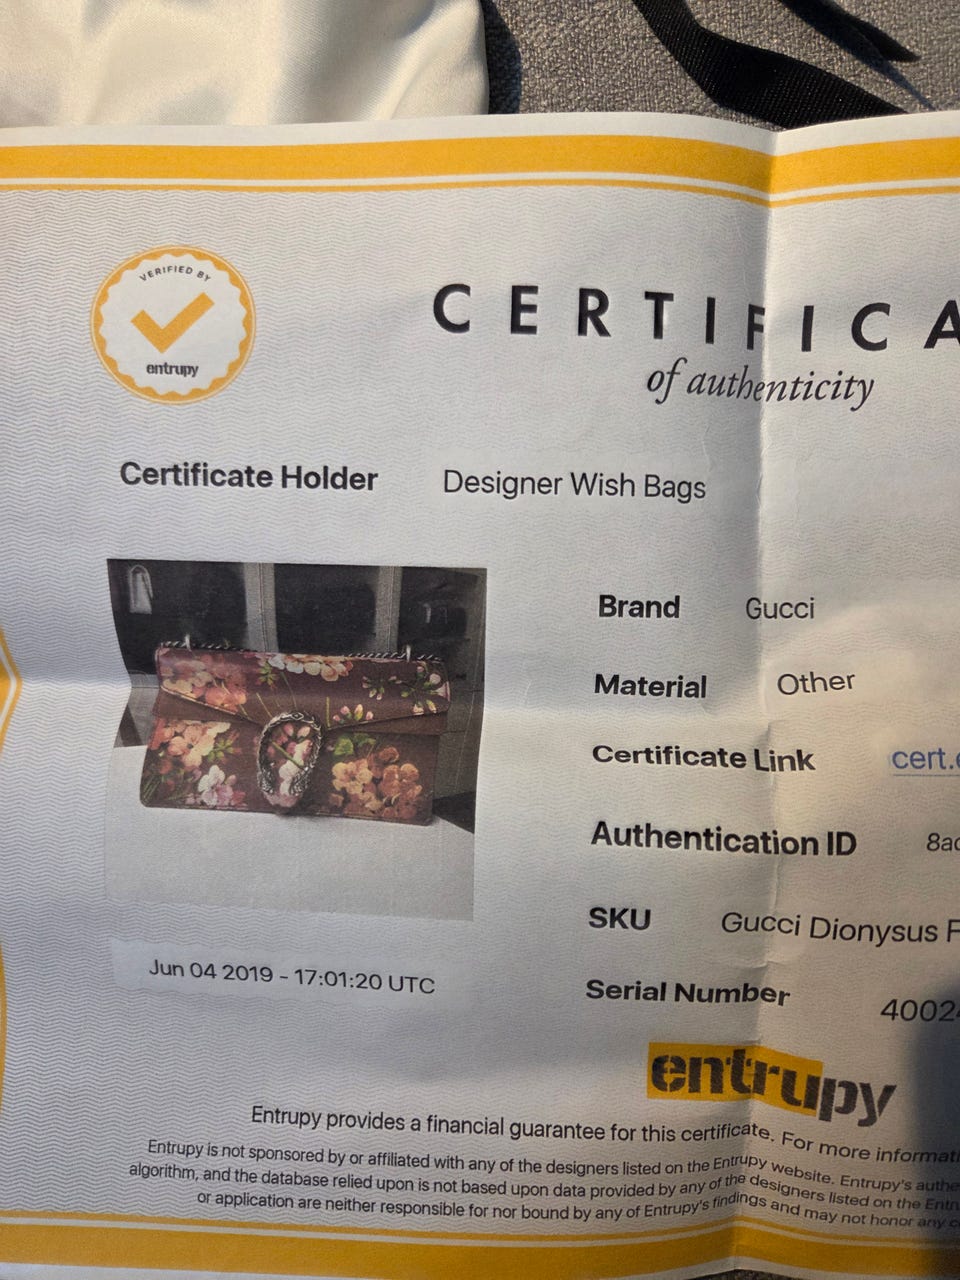 VERIFIED BY
entrupy
CERTIFICA
of authenticity
Certificate Holder Designer Wish Bags
Brand Gucci
Material Other
Certificate Link cert.
Authentication ID 8ac
SKU Gucci Dionysus F
Serial Number 4002
Jun 04 2019 - 17:01:20 UTC
entrupy
Entrupy provides a financial guarantee for this certificate. For more informati
Entrupy is not sponsored by or affiliated with any of the designers listed on the Entrupy website. Entrupy's authe
algorithm, and the database relied upon is not based upon data provided by any of the designers listed on the Entru
or application are neither responsible for nor bound by any of Entrupy's findings and may not honor any c